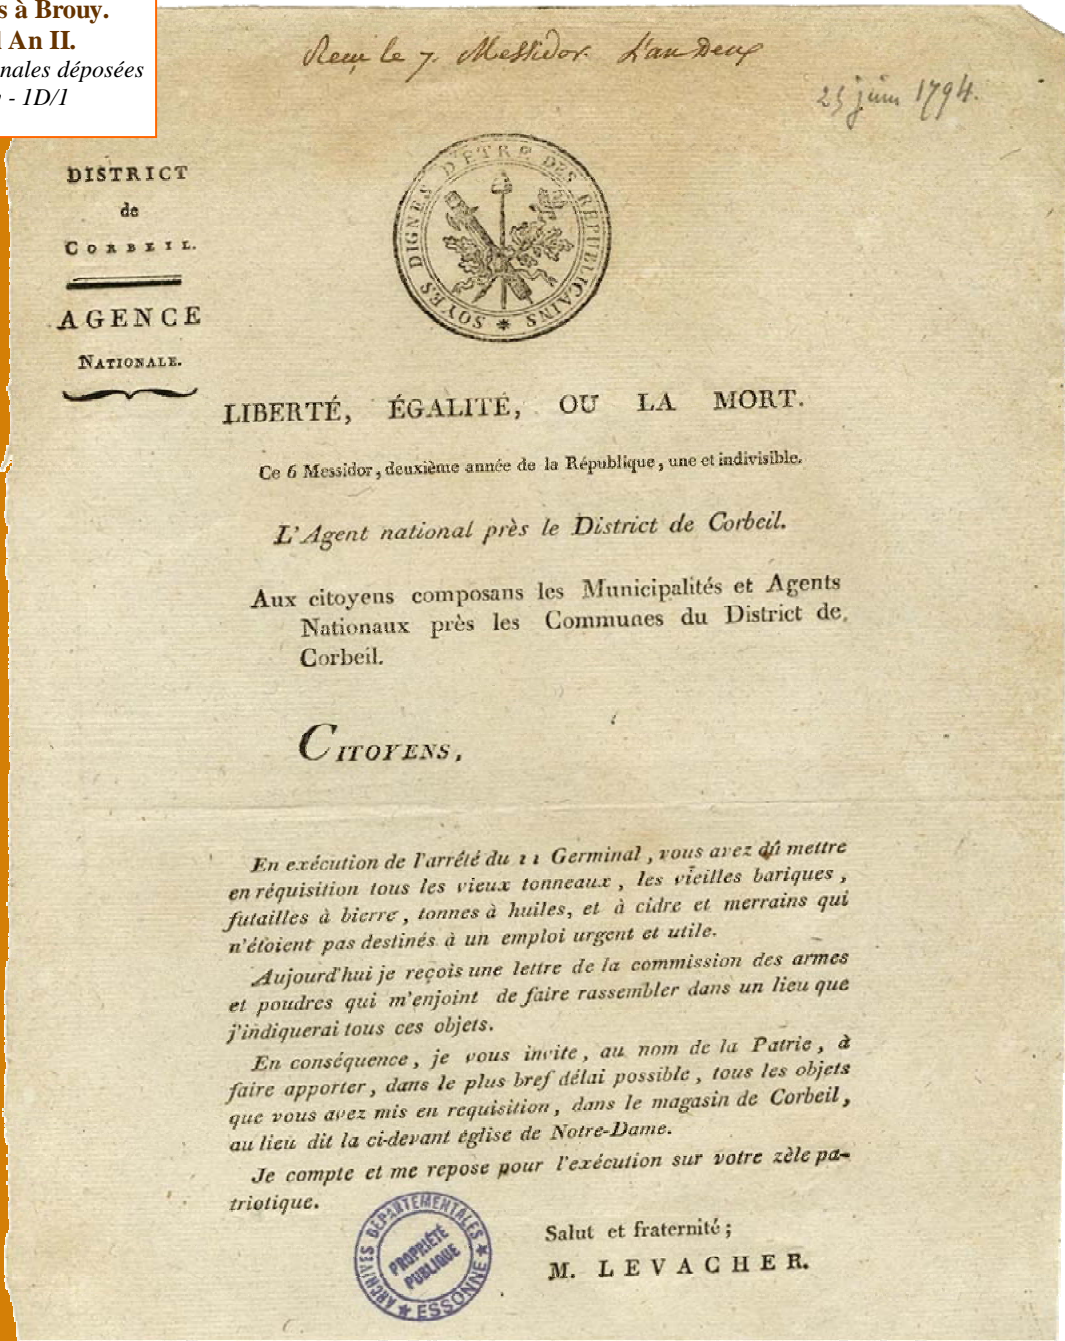 s à Brouy.
l An II.
nales déposées
- 1D/1
Reçu le 7. Messidor. L'an Deux
25 juin 1794.
DISTRICT
de
CORBEIL.
AGENCE
NATIONALE.
SOYES DIGNES D'ETRE DES REPUBLICAINS
LIBERTÉ, ÉGALITÉ, OU LA MORT.
Ce 6 Messidor, deuxième année de la République, une et indivisible.
L'Agent national près le District de Corbeil.
Aux citoyens composans les Municipalités et Agents
Nationaux près les Communes du District de
Corbeil.
CITOYENS,
En exécution de l'arrêté du 11 Germinal, vous avez dû mettre
en réquisition tous les vieux tonneaux, les vieilles bariques,
futailles à bierre, tonnes à huiles, et à cidre et merrains qui
n'étoient pas destinés à un emploi urgent et utile.
Aujourd'hui je reçois une lettre de la commission des armes
et poudres qui m'enjoint de faire rassembler dans un lieu que
j'indiquerai tous ces objets.
En conséquence, je vous invite, au nom de la Patrie, à
faire apporter, dans le plus bref délai possible, tous les objets
que vous avez mis en requisition, dans le magasin de Corbeil,
au lieu dit la ci-devant église de Notre-Dame.
Je compte et me repose pour l'exécution sur votre zèle pa-
triotique.
Salut et fraternité;
M. LEVACHER.
ARCHIVES DÉPARTEMENTALES
PROPRIÉTÉ
PUBLIQUE
★ ESSONNE ★